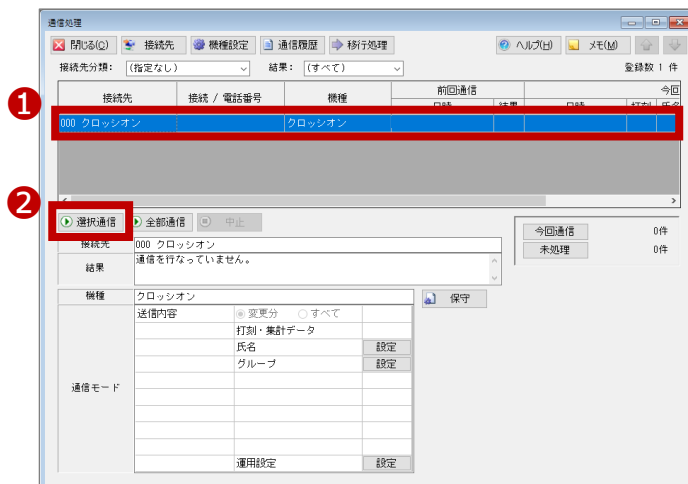 通信処理
閉じる(C) 接続先 機種設定 通信履歴 移行処理 ヘルプ(H) メモ(M)
接続先分類: (指定なし) 結果: (すべて) 登録数 1 件
接続先 接続 / 電話番号 機種 前回通信 今回
日時 結果 日時 打刻 氏名
❶
000 クロッシオン クロッシオン
❷
選択通信 全部通信 中止
今回通信 0件
接続先 000 クロッシオン
未処理 0件
結果 通信を行なっていません。
機種 クロッシオン 保守
送信内容 変更分 すべて
打刻・集計データ
氏名 設定
グループ 設定
通信モード
運用設定 設定